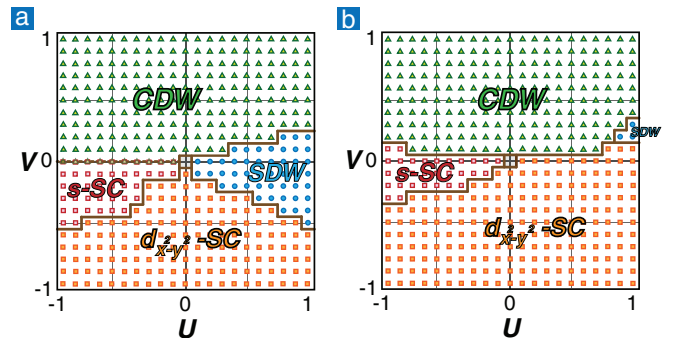 a
1
CDW
V 0
SDW
s-SC
d x²-y² -SC
-1
-1 0 1
U
b
1
CDW
SDW
V 0
s-SC
d x²-y² -SC
-1
-1 0 1
U